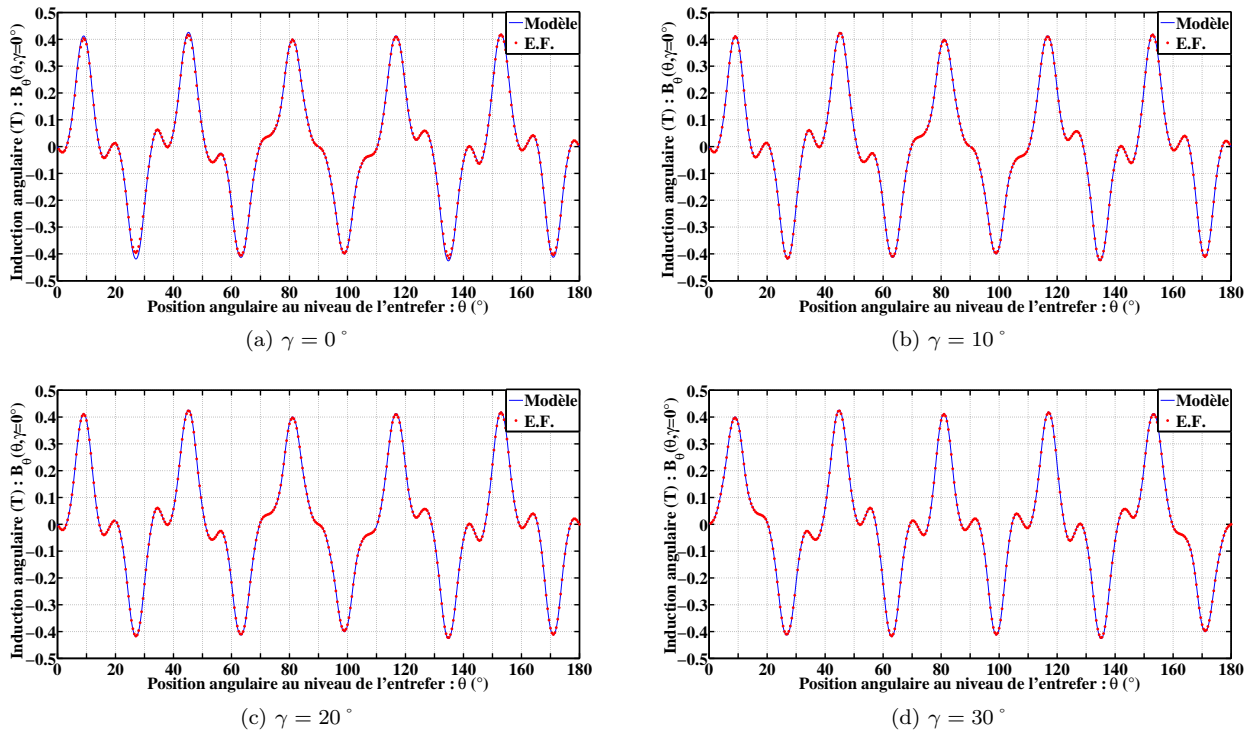 Induction angulaire (T) : Bθ(θ,γ=0°)
0.5
0.4
0.3
0.2
0.1
0
−0.1
−0.2
−0.3
−0.4
−0.5
Modèle
E.F.
0 20 40 60 80 100 120 140 160 180
Position angulaire au niveau de l'entrefer : θ (°)
(a) γ = 0 °
Induction angulaire (T) : Bθ(θ,γ=0°)
0.5
0.4
0.3
0.2
0.1
0
−0.1
−0.2
−0.3
−0.4
−0.5
Modèle
E.F.
0 20 40 60 80 100 120 140 160 180
Position angulaire au niveau de l'entrefer : θ (°)
(b) γ = 10 °
Induction angulaire (T) : Bθ(θ,γ=0°)
0.5
0.4
0.3
0.2
0.1
0
−0.1
−0.2
−0.3
−0.4
−0.5
Modèle
E.F.
0 20 40 60 80 100 120 140 160 180
Position angulaire au niveau de l'entrefer : θ (°)
(c) γ = 20 °
Induction angulaire (T) : Bθ(θ,γ=0°)
0.5
0.4
0.3
0.2
0.1
0
−0.1
−0.2
−0.3
−0.4
−0.5
Modèle
E.F.
0 20 40 60 80 100 120 140 160 180
Position angulaire au niveau de l'entrefer : θ (°)
(d) γ = 30 °